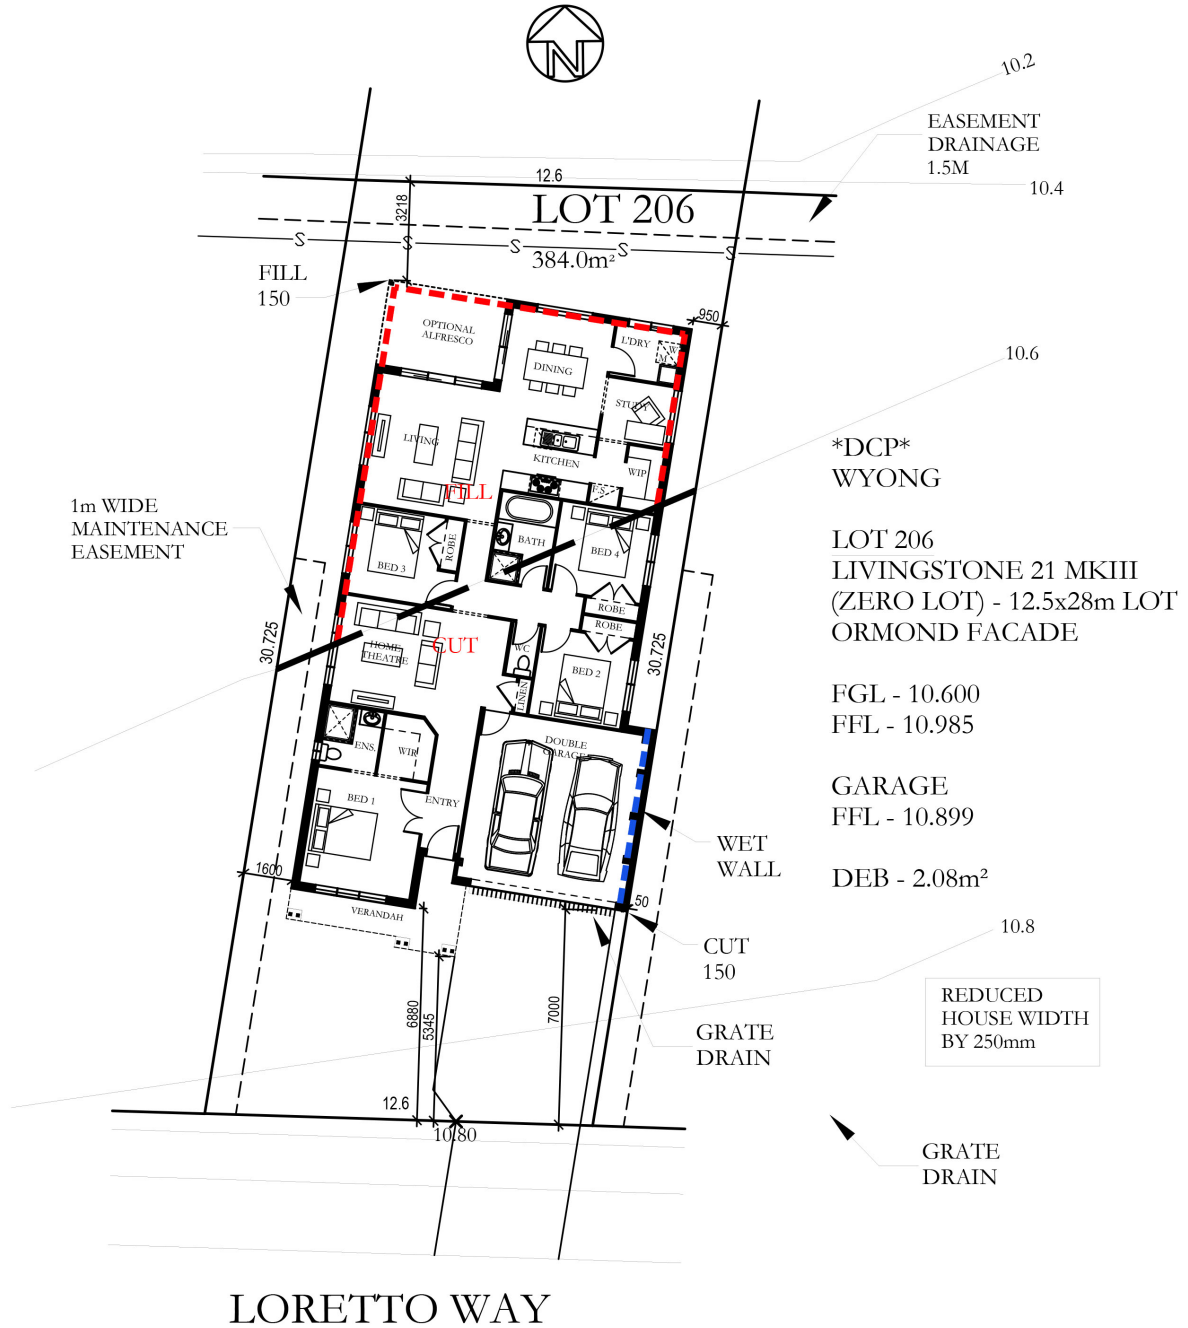 N
10.2
EASEMENT
DRAINAGE
1.5M
10.4
12.6
3218
LOT 206
S S S S S
384.0m²
FILL
150
950
OPTIONAL
ALFRESCO
L'DRY
W
M
DINING
STUDY
10.6
LIVING
KITCHEN
WIP
F.S.
FILL
*DCP*
WYONG
1m WIDE
MAINTENANCE
EASEMENT
BED 3
ROBE
BATH
BED 4
LOT 206
LIVINGSTONE 21 MKIII
(ZERO LOT) - 12.5x28m LOT
ORMOND FACADE
ROBE
ROBE
30.725
HOME
THEATRE
CUT
WC
BED 2
LINEN
30.725
FGL - 10.600
FFL - 10.985
ENS.
WIR
DOUBLE
GARAGE
GARAGE
FFL - 10.899
BED 1
ENTRY
WET
WALL
DEB - 2.08m²
1600
VERANDAH
50
CUT
150
10.8
6880
5345
7000
GRATE
DRAIN
REDUCED
HOUSE WIDTH
BY 250mm
12.6
10.80
GRATE
DRAIN
LORETTO WAY